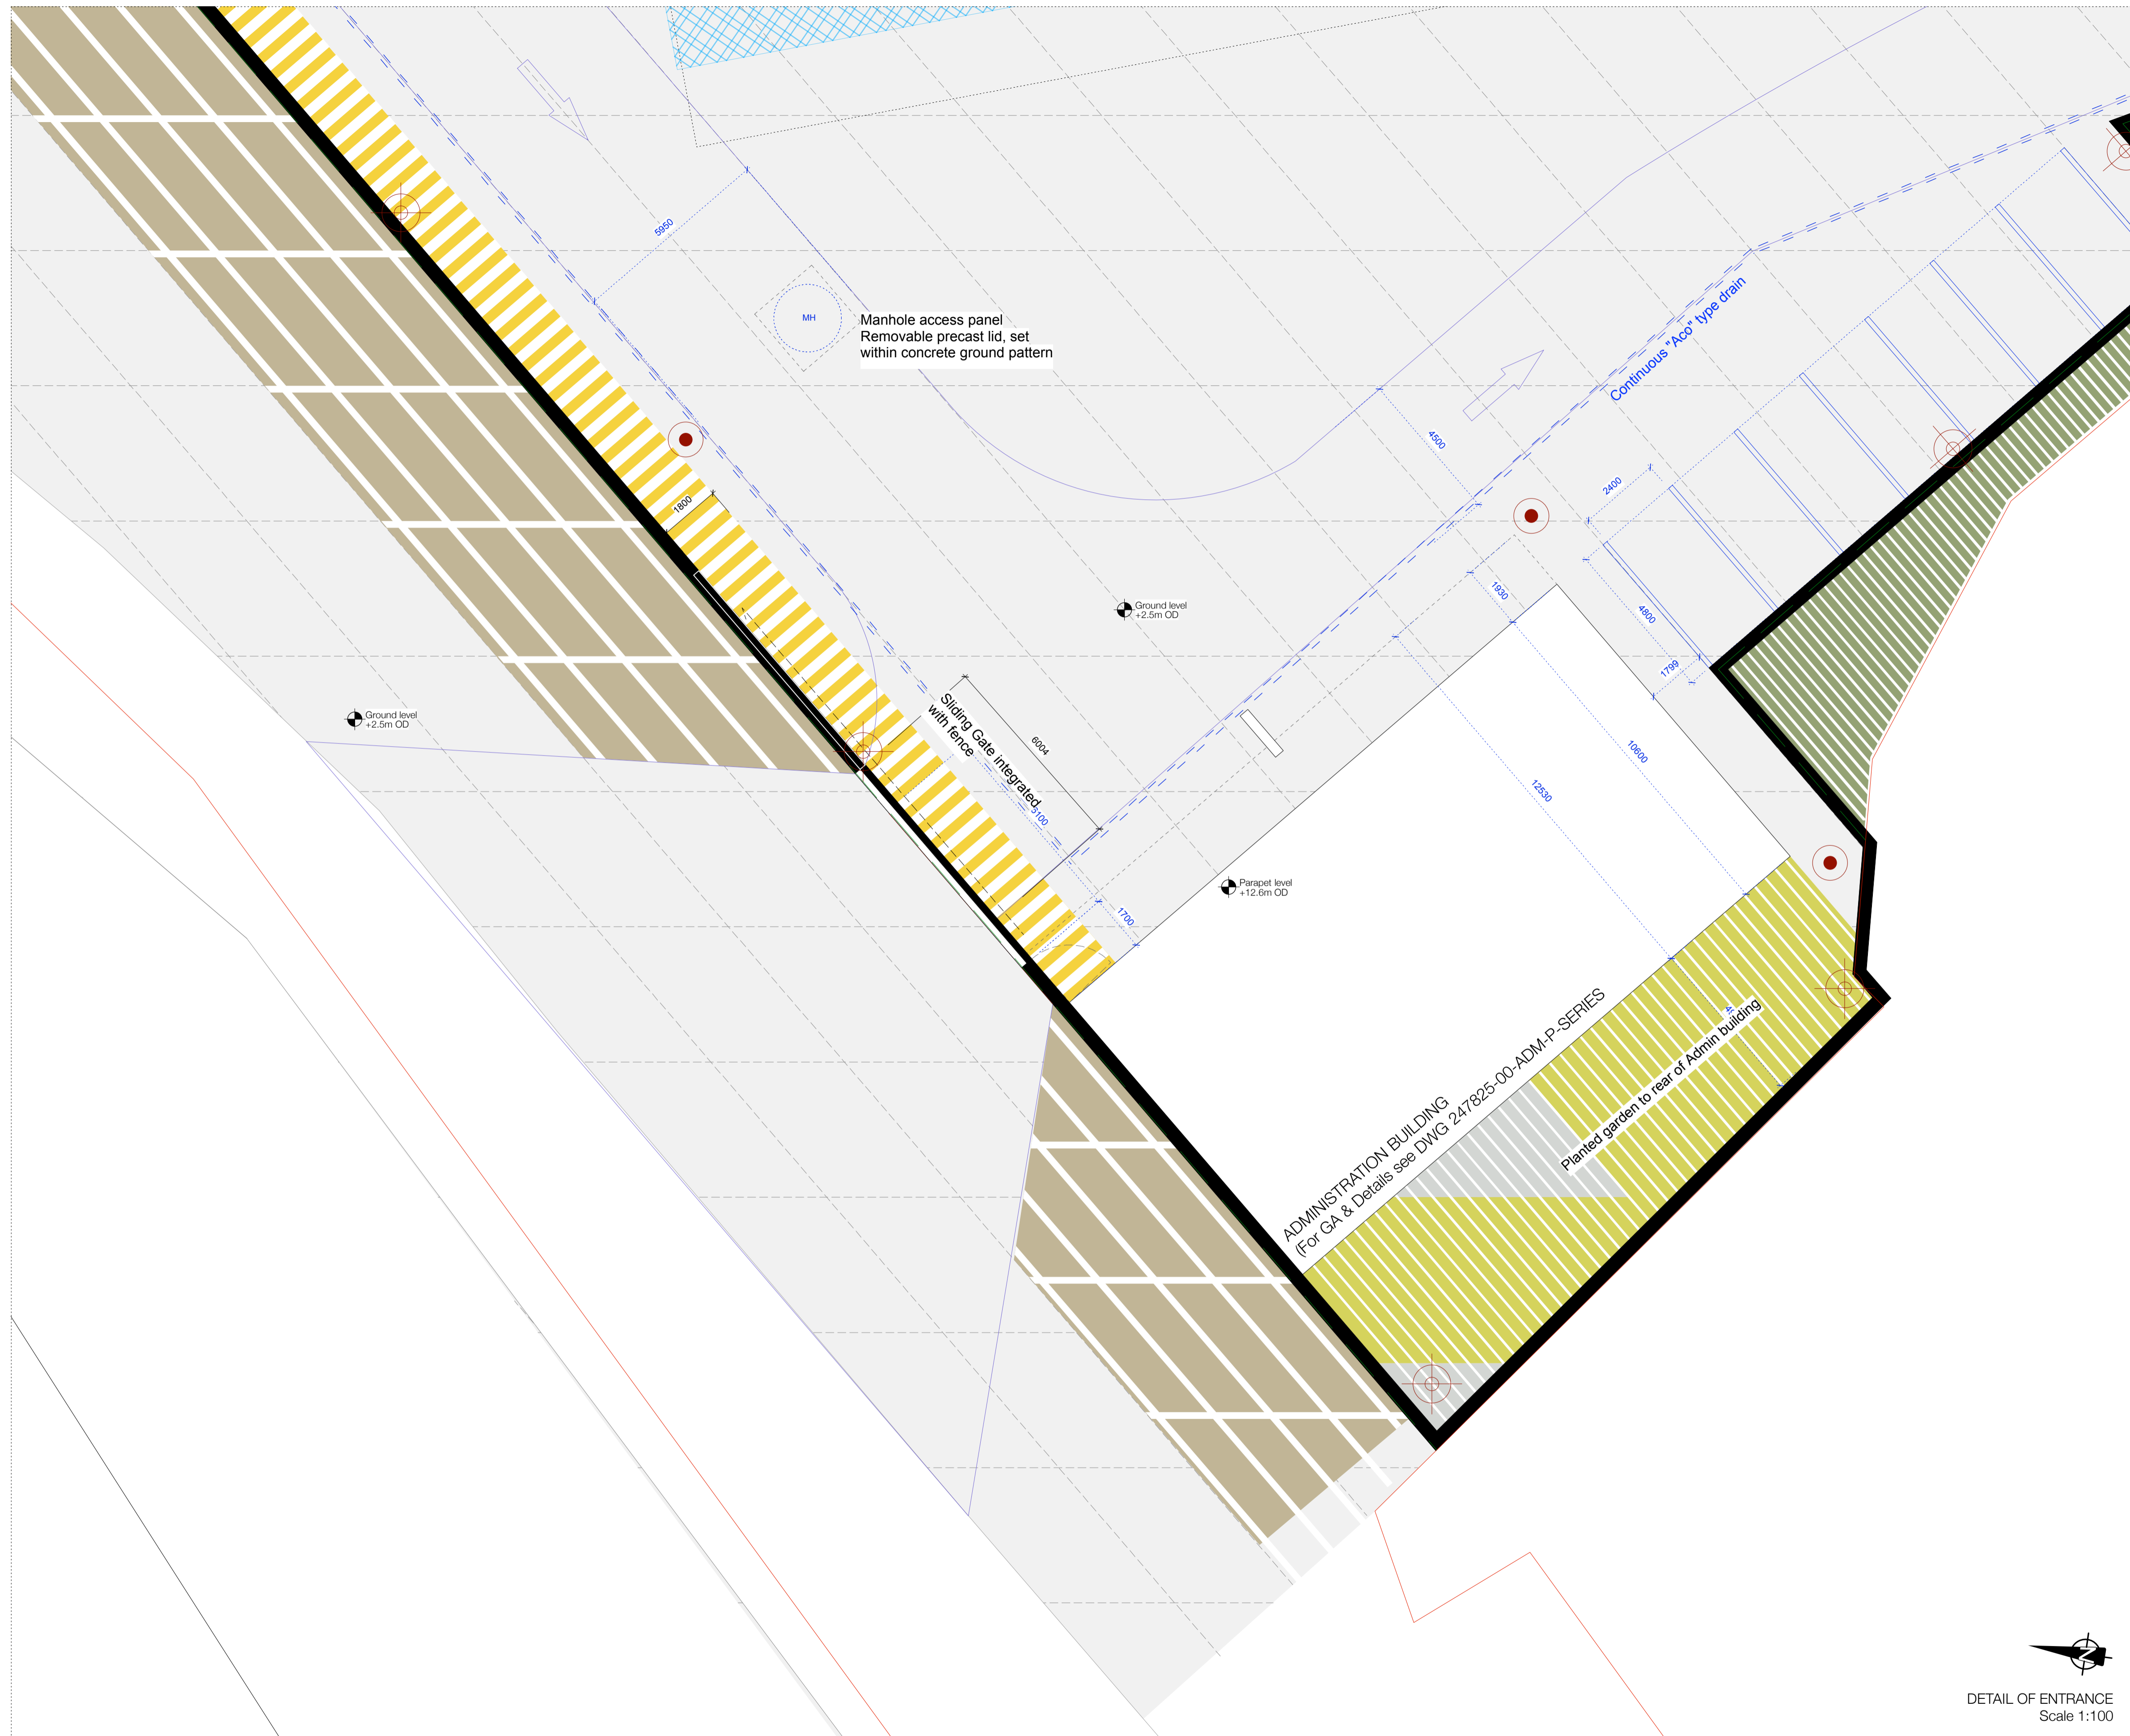 5950
MH
Manhole access panel
Removable precast lid, set
within concrete ground pattern
Continuous "Aco" type drain
4500
2400
1800
Ground level
+2.5m OD
1930
4800
1799
Ground level
+2.5m OD
Sliding Gate integrated
with fence
6004
10600
12530
Parapet level
+12.6m OD
1700
ADMINISTRATION BUILDING
(For GA & Details see DWG 247825-00-ADM-P-SERIES
Planted garden to rear of Admin building
N
DETAIL OF ENTRANCE
Scale 1:100